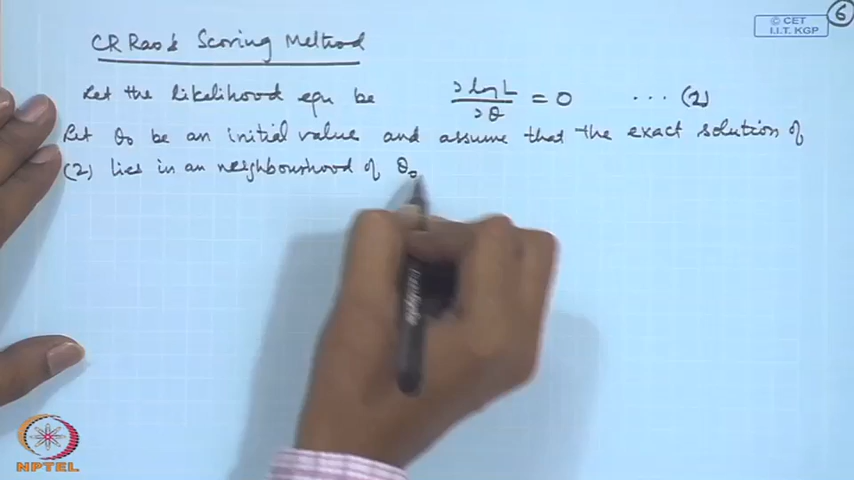 6
© CET
I.I.T. KGP
CR Rao's Scoring Method
Let the likelihood eqn be ∂ log L / ∂θ = 0 ... (2)
Let θ₀ be an initial value and assume that the exact solution of
(2) lies in an neighbourhood of θ₀
NPTEL